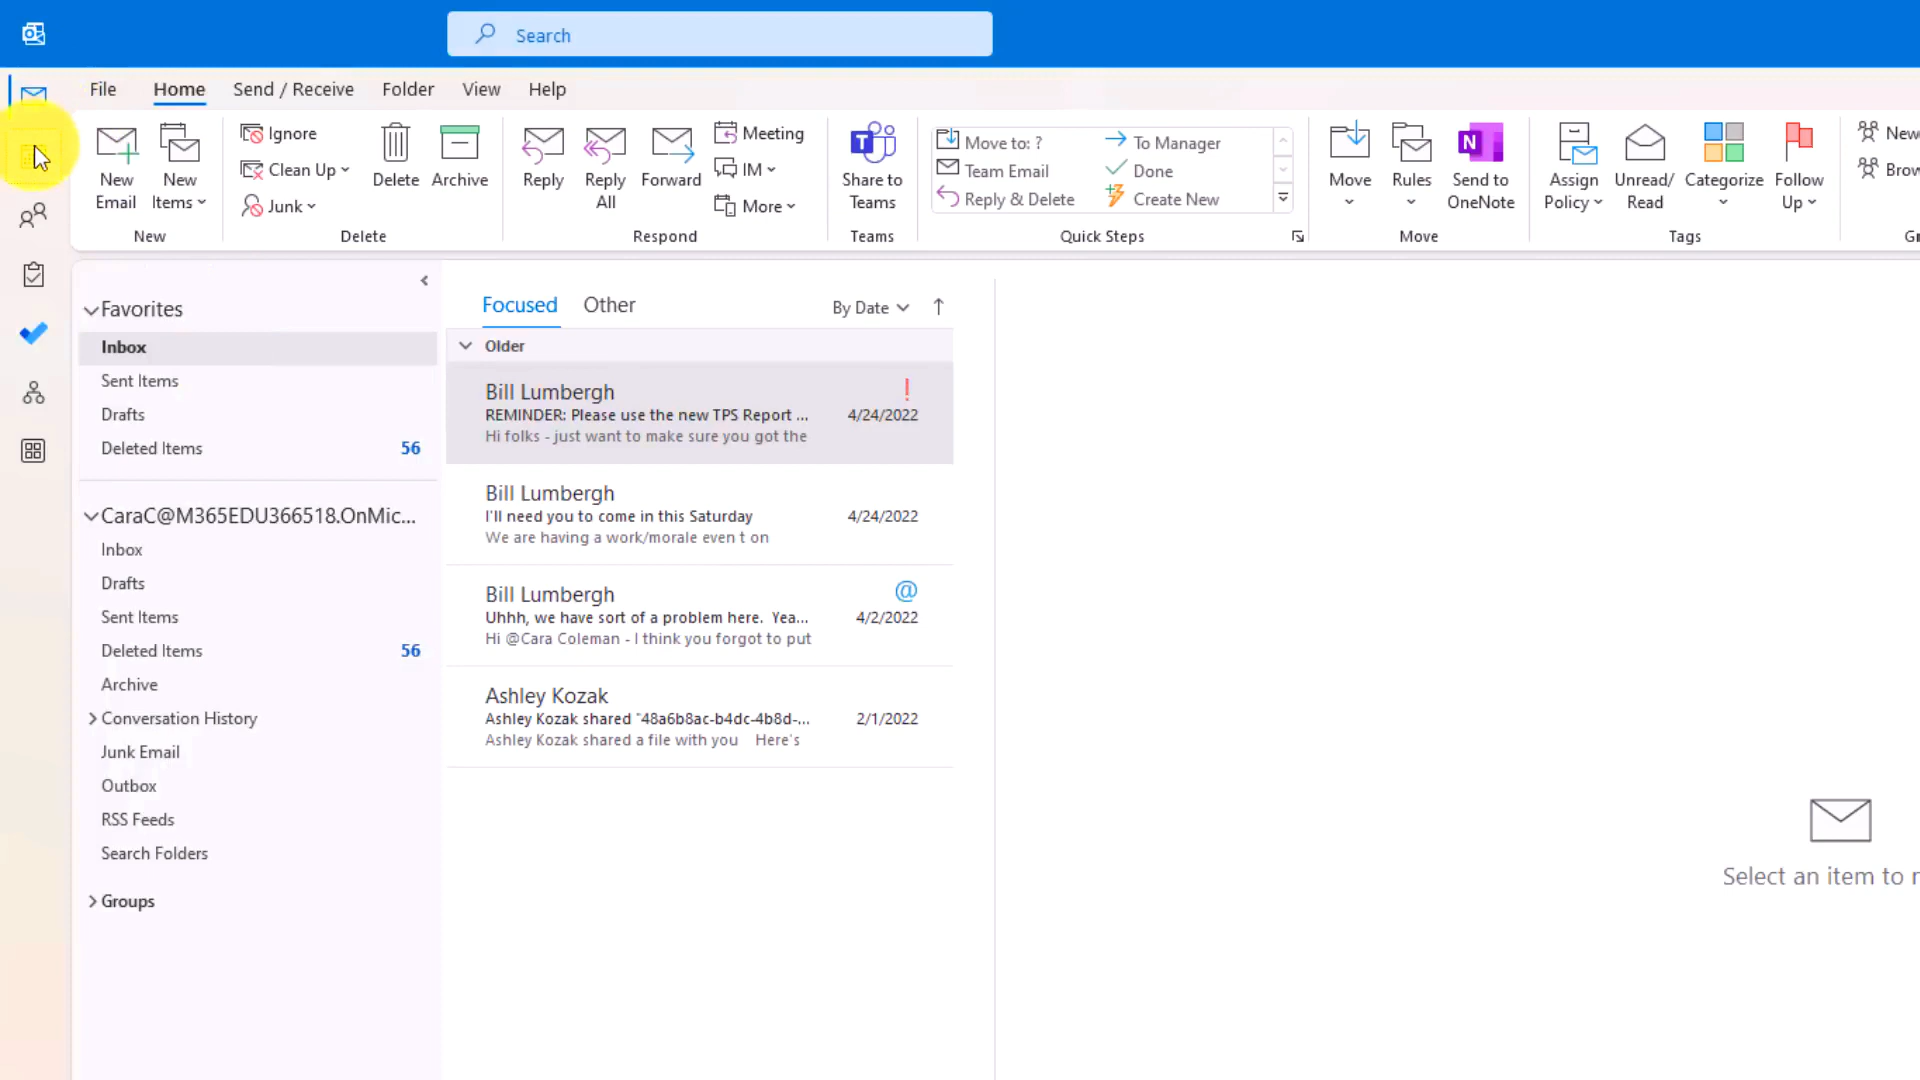 Search
File Home Send / Receive Folder View Help
New Email
New Items
New
Ignore
Clean Up
Junk
Delete
Archive
Delete
Reply
Reply All
Forward
Meeting
IM
More
Respond
Share to Teams
Teams
Move to: ?
Team Email
Reply & Delete
To Manager
Done
Create New
Quick Steps
Move
Rules
Send to OneNote
Move
Assign Policy
Unread/ Read
Categorize
Follow Up
Tags
New
Brow
Gr
Favorites
Inbox
Sent Items
Drafts
Deleted Items 56
CaraC@M365EDU366518.OnMic...
Inbox
Drafts
Sent Items
Deleted Items 56
Archive
Conversation History
Junk Email
Outbox
RSS Feeds
Search Folders
Groups
Focused Other By Date
Older
Bill Lumbergh !
REMINDER: Please use the new TPS Report ... 4/24/2022
Hi folks - just want to make sure you got the
Bill Lumbergh
I'll need you to come in this Saturday 4/24/2022
We are having a work/morale even t on
Bill Lumbergh @
Uhhh, we have sort of a problem here. Yea... 4/2/2022
Hi @Cara Coleman - I think you forgot to put
Ashley Kozak
Ashley Kozak shared "48a6b8ac-b4dc-4b8d-... 2/1/2022
Ashley Kozak shared a file with you Here's
Select an item to r